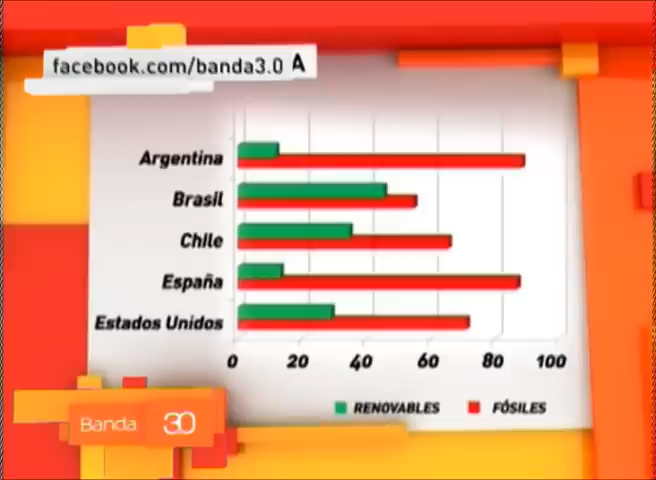 facebook.com/banda3.0 A
Argentina
Brasil
Chile
España
Estados Unidos
0 20 40 60 80 100
RENOVABLES FÓSILES
Banda 30